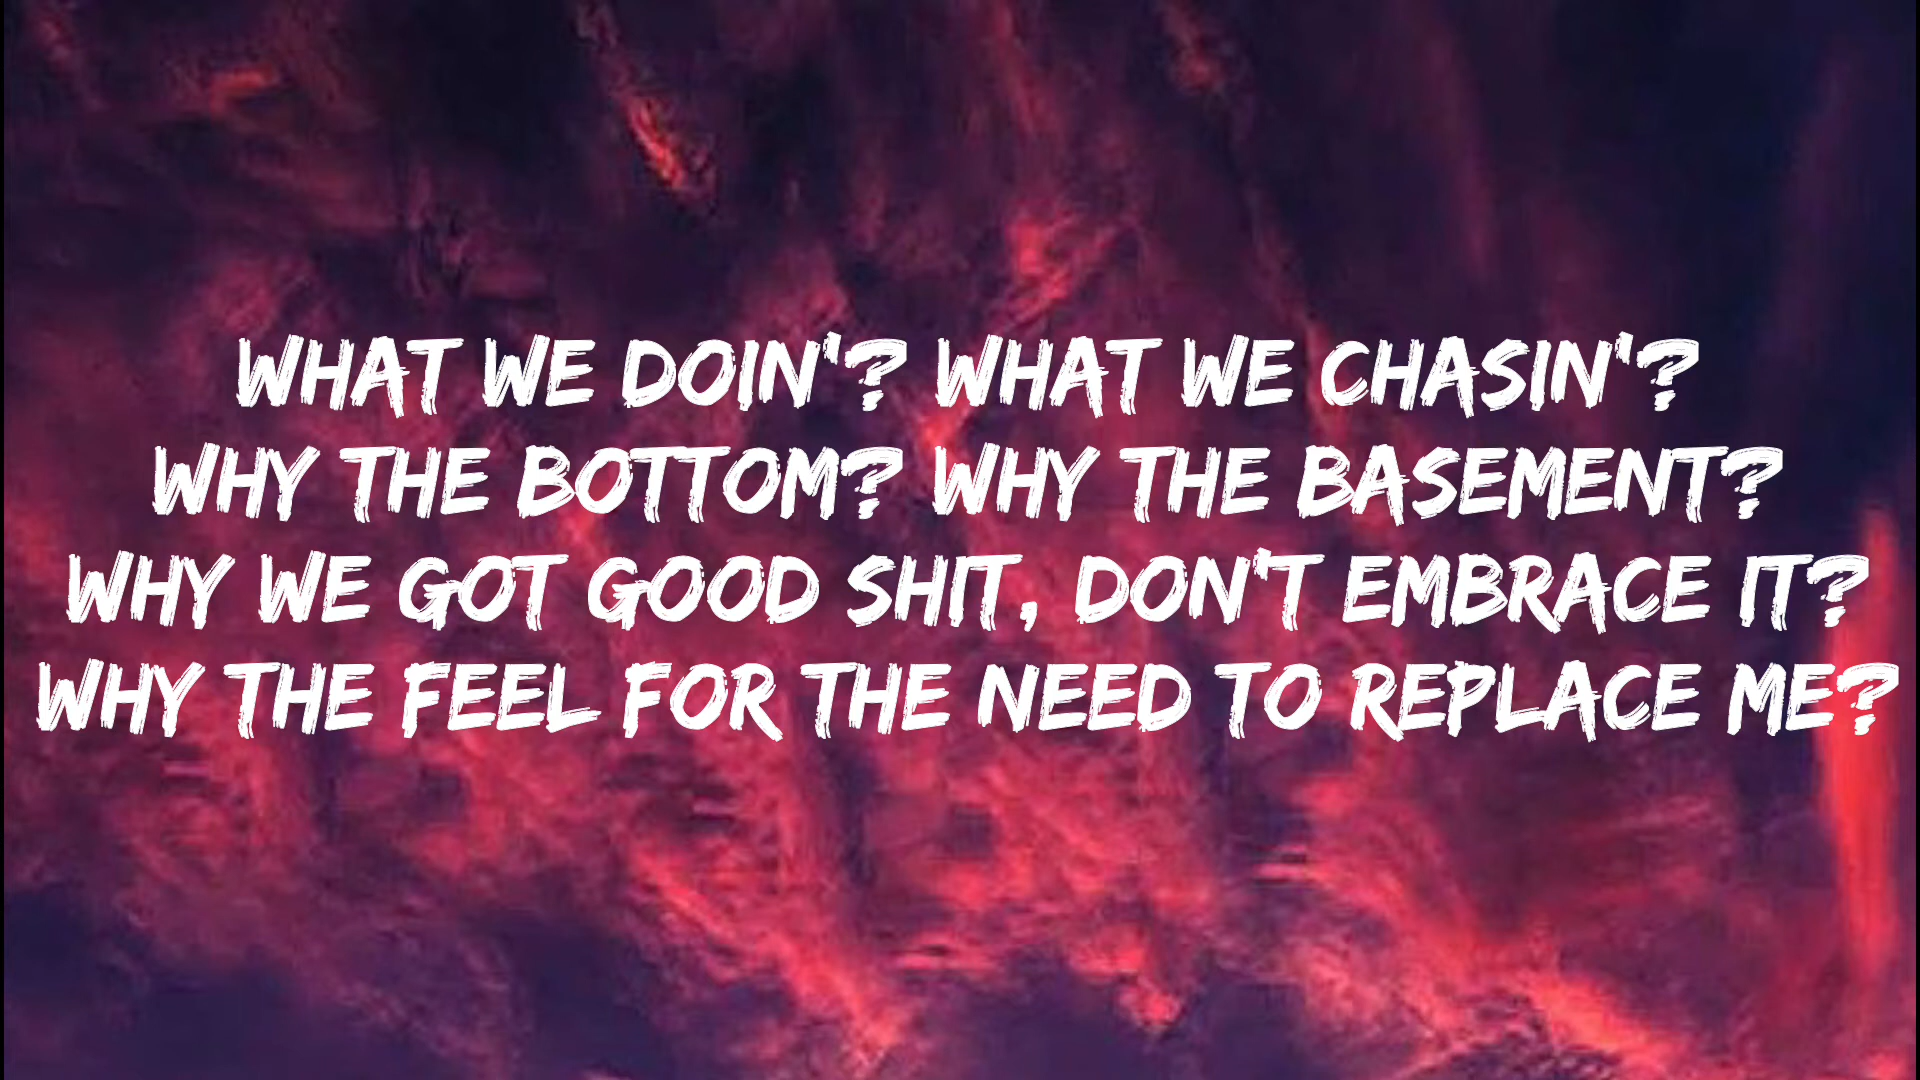 WHAT WE DOIN'? WHAT WE CHASIN'?
WHY THE BOTTOM? WHY THE BASEMENT?
WHY WE GOT GOOD SHIT, DON'T EMBRACE IT?
WHY THE FEEL FOR THE NEED TO REPLACE ME?